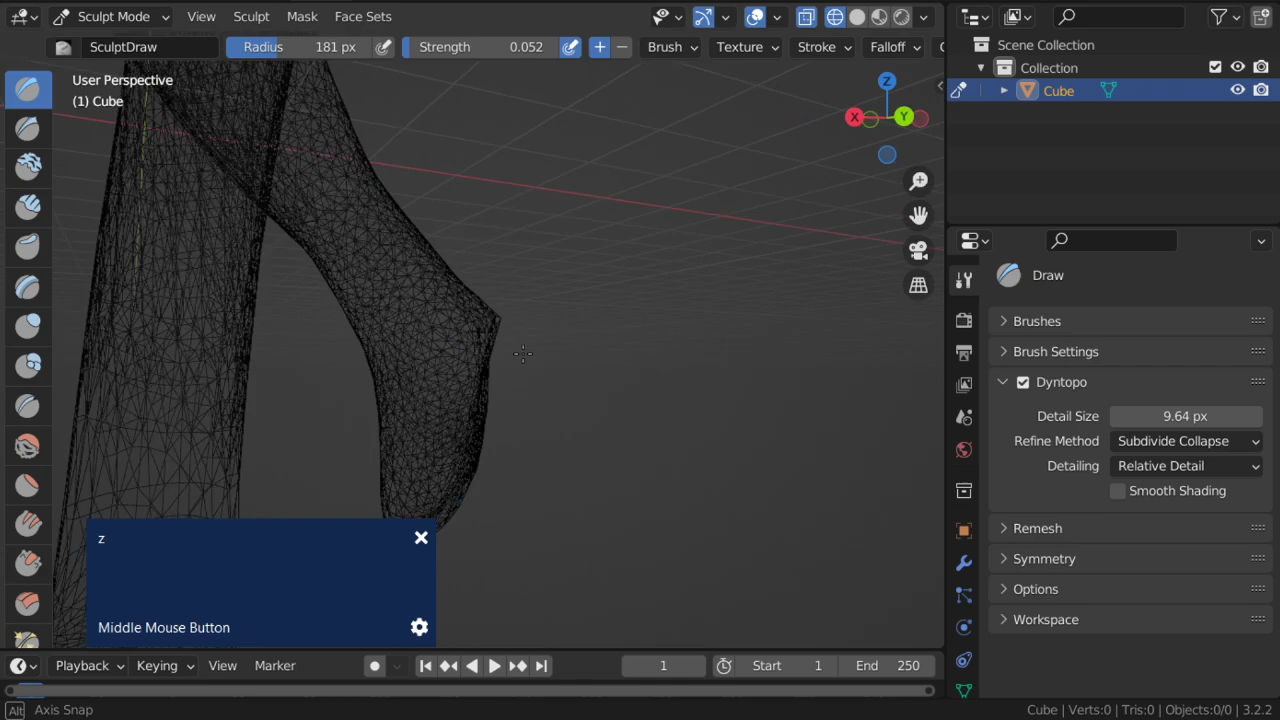 Sculpt Mode View Sculpt Mask Face Sets
SculptDraw Radius 181 px Strength 0.052 + − Brush Texture Stroke Falloff
User Perspective
(1) Cube
Z
X
Y
Scene Collection
Collection
Cube
Draw
Brushes
Brush Settings
Dyntopo
Detail Size 9.64 px
Refine Method Subdivide Collapse
Detailing Relative Detail
Smooth Shading
Remesh
Symmetry
Options
Workspace
z
Middle Mouse Button
Playback Keying View Marker 1 Start 1 End 250
Alt Axis Snap Cube | Verts:0 | Tris:0 | Objects:0/0 | 3.2.2